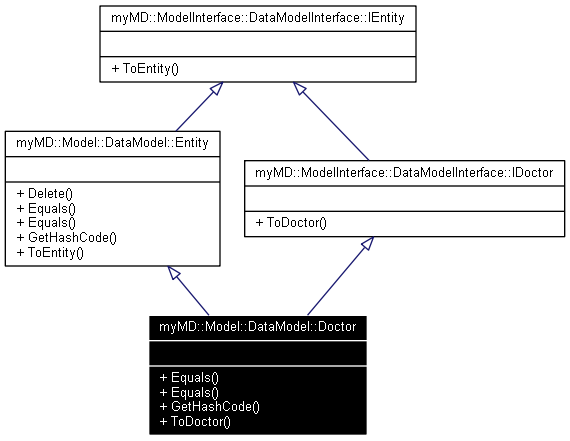 myMD::ModelInterface::DataModelInterface::IEntity
+ ToEntity()
myMD::Model::DataModel::Entity
+ Delete()
+ Equals()
+ Equals()
+ GetHashCode()
+ ToEntity()
myMD::ModelInterface::DataModelInterface::IDoctor
+ ToDoctor()
myMD::Model::DataModel::Doctor
+ Equals()
+ Equals()
+ GetHashCode()
+ ToDoctor()